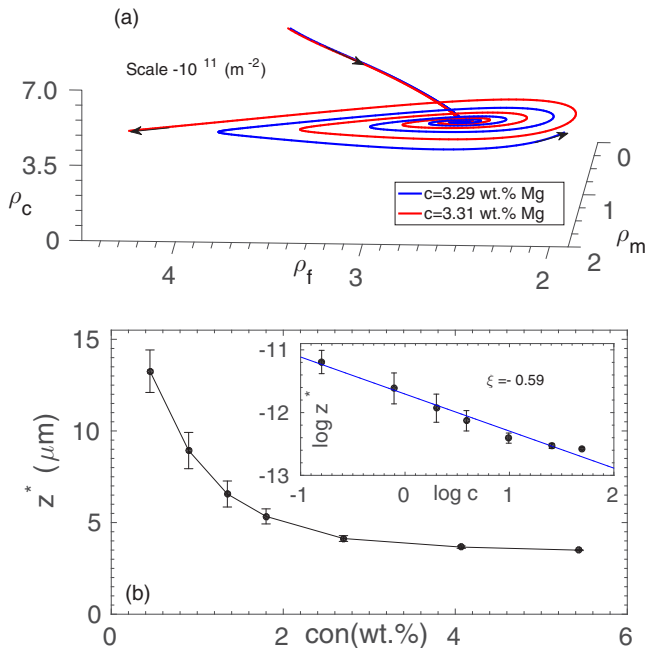 (a)
Scale -10 11 (m-2)
7.0
3.5
0
ρc
4
3
2
ρf
0
1
2
ρm
c=3.29 wt.% Mg
c=3.31 wt.% Mg
15
10
5
0
z* (μm)
0
2
4
6
con(wt.%)
(b)
-11
-12
-13
log z*
-1
0
1
2
log c
ξ =- 0.59